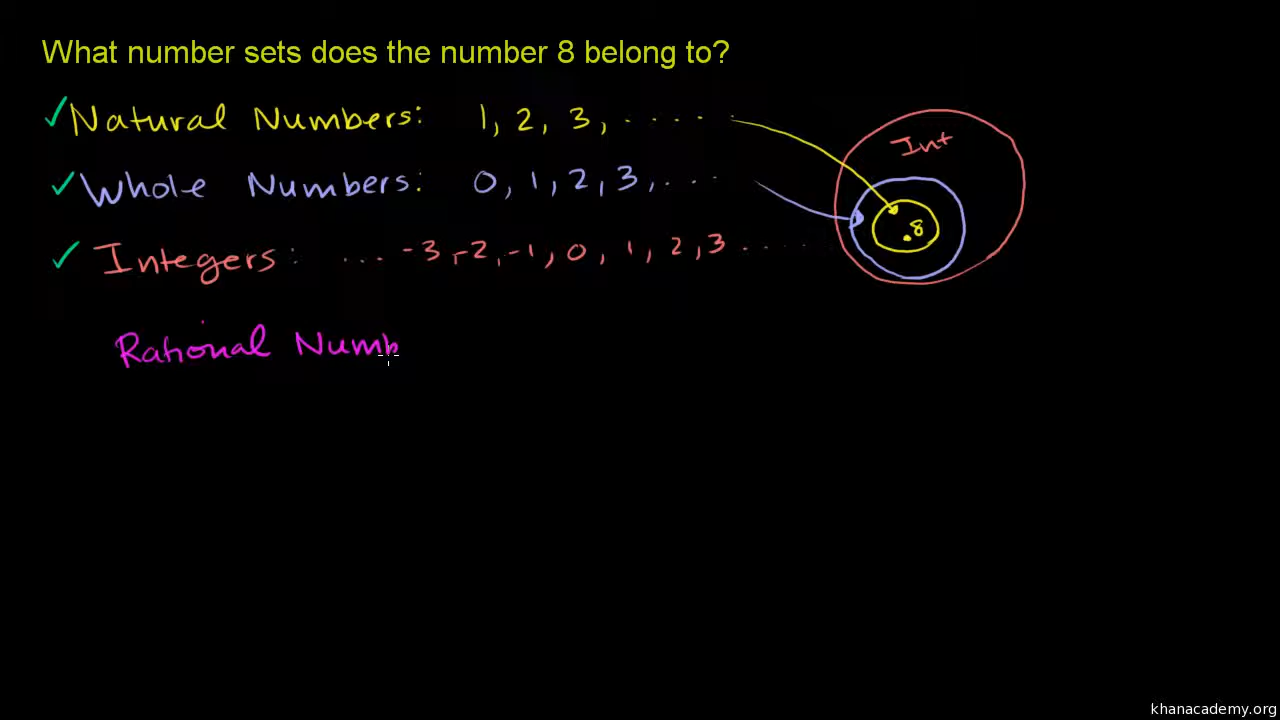 What number sets does the number 8 belong to?
✓ Natural Numbers: 1, 2, 3, . . . . .
✓ Whole Numbers: 0, 1, 2, 3, . . .
✓ Integers: ... -3, -2, -1, 0, 1, 2, 3 . . . . .
Int
.8
Rational Numb
khanacademy.org